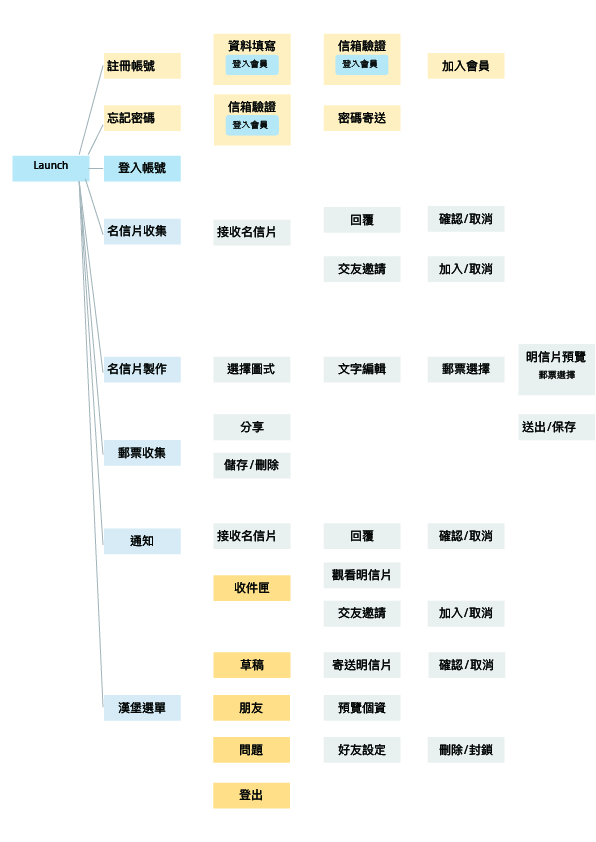 資料填寫
登入會員
信箱驗證
登入會員
註冊帳號
加入會員
信箱驗證
登入會員
忘記密碼
密碼寄送
Launch
登入帳號
名信片收集
接收名信片
回覆
確認/取消
交友邀請
加入/取消
名信片製作
選擇圖式
文字編輯
郵票選擇
明信片預覽
郵票選擇
分享
送出/保存
郵票收集
儲存/刪除
通知
接收名信片
回覆
確認/取消
收件匣
觀看明信片
交友邀請
加入/取消
草稿
寄送明信片
確認/取消
漢堡選單
朋友
預覽個資
問題
好友設定
刪除/封鎖
登出